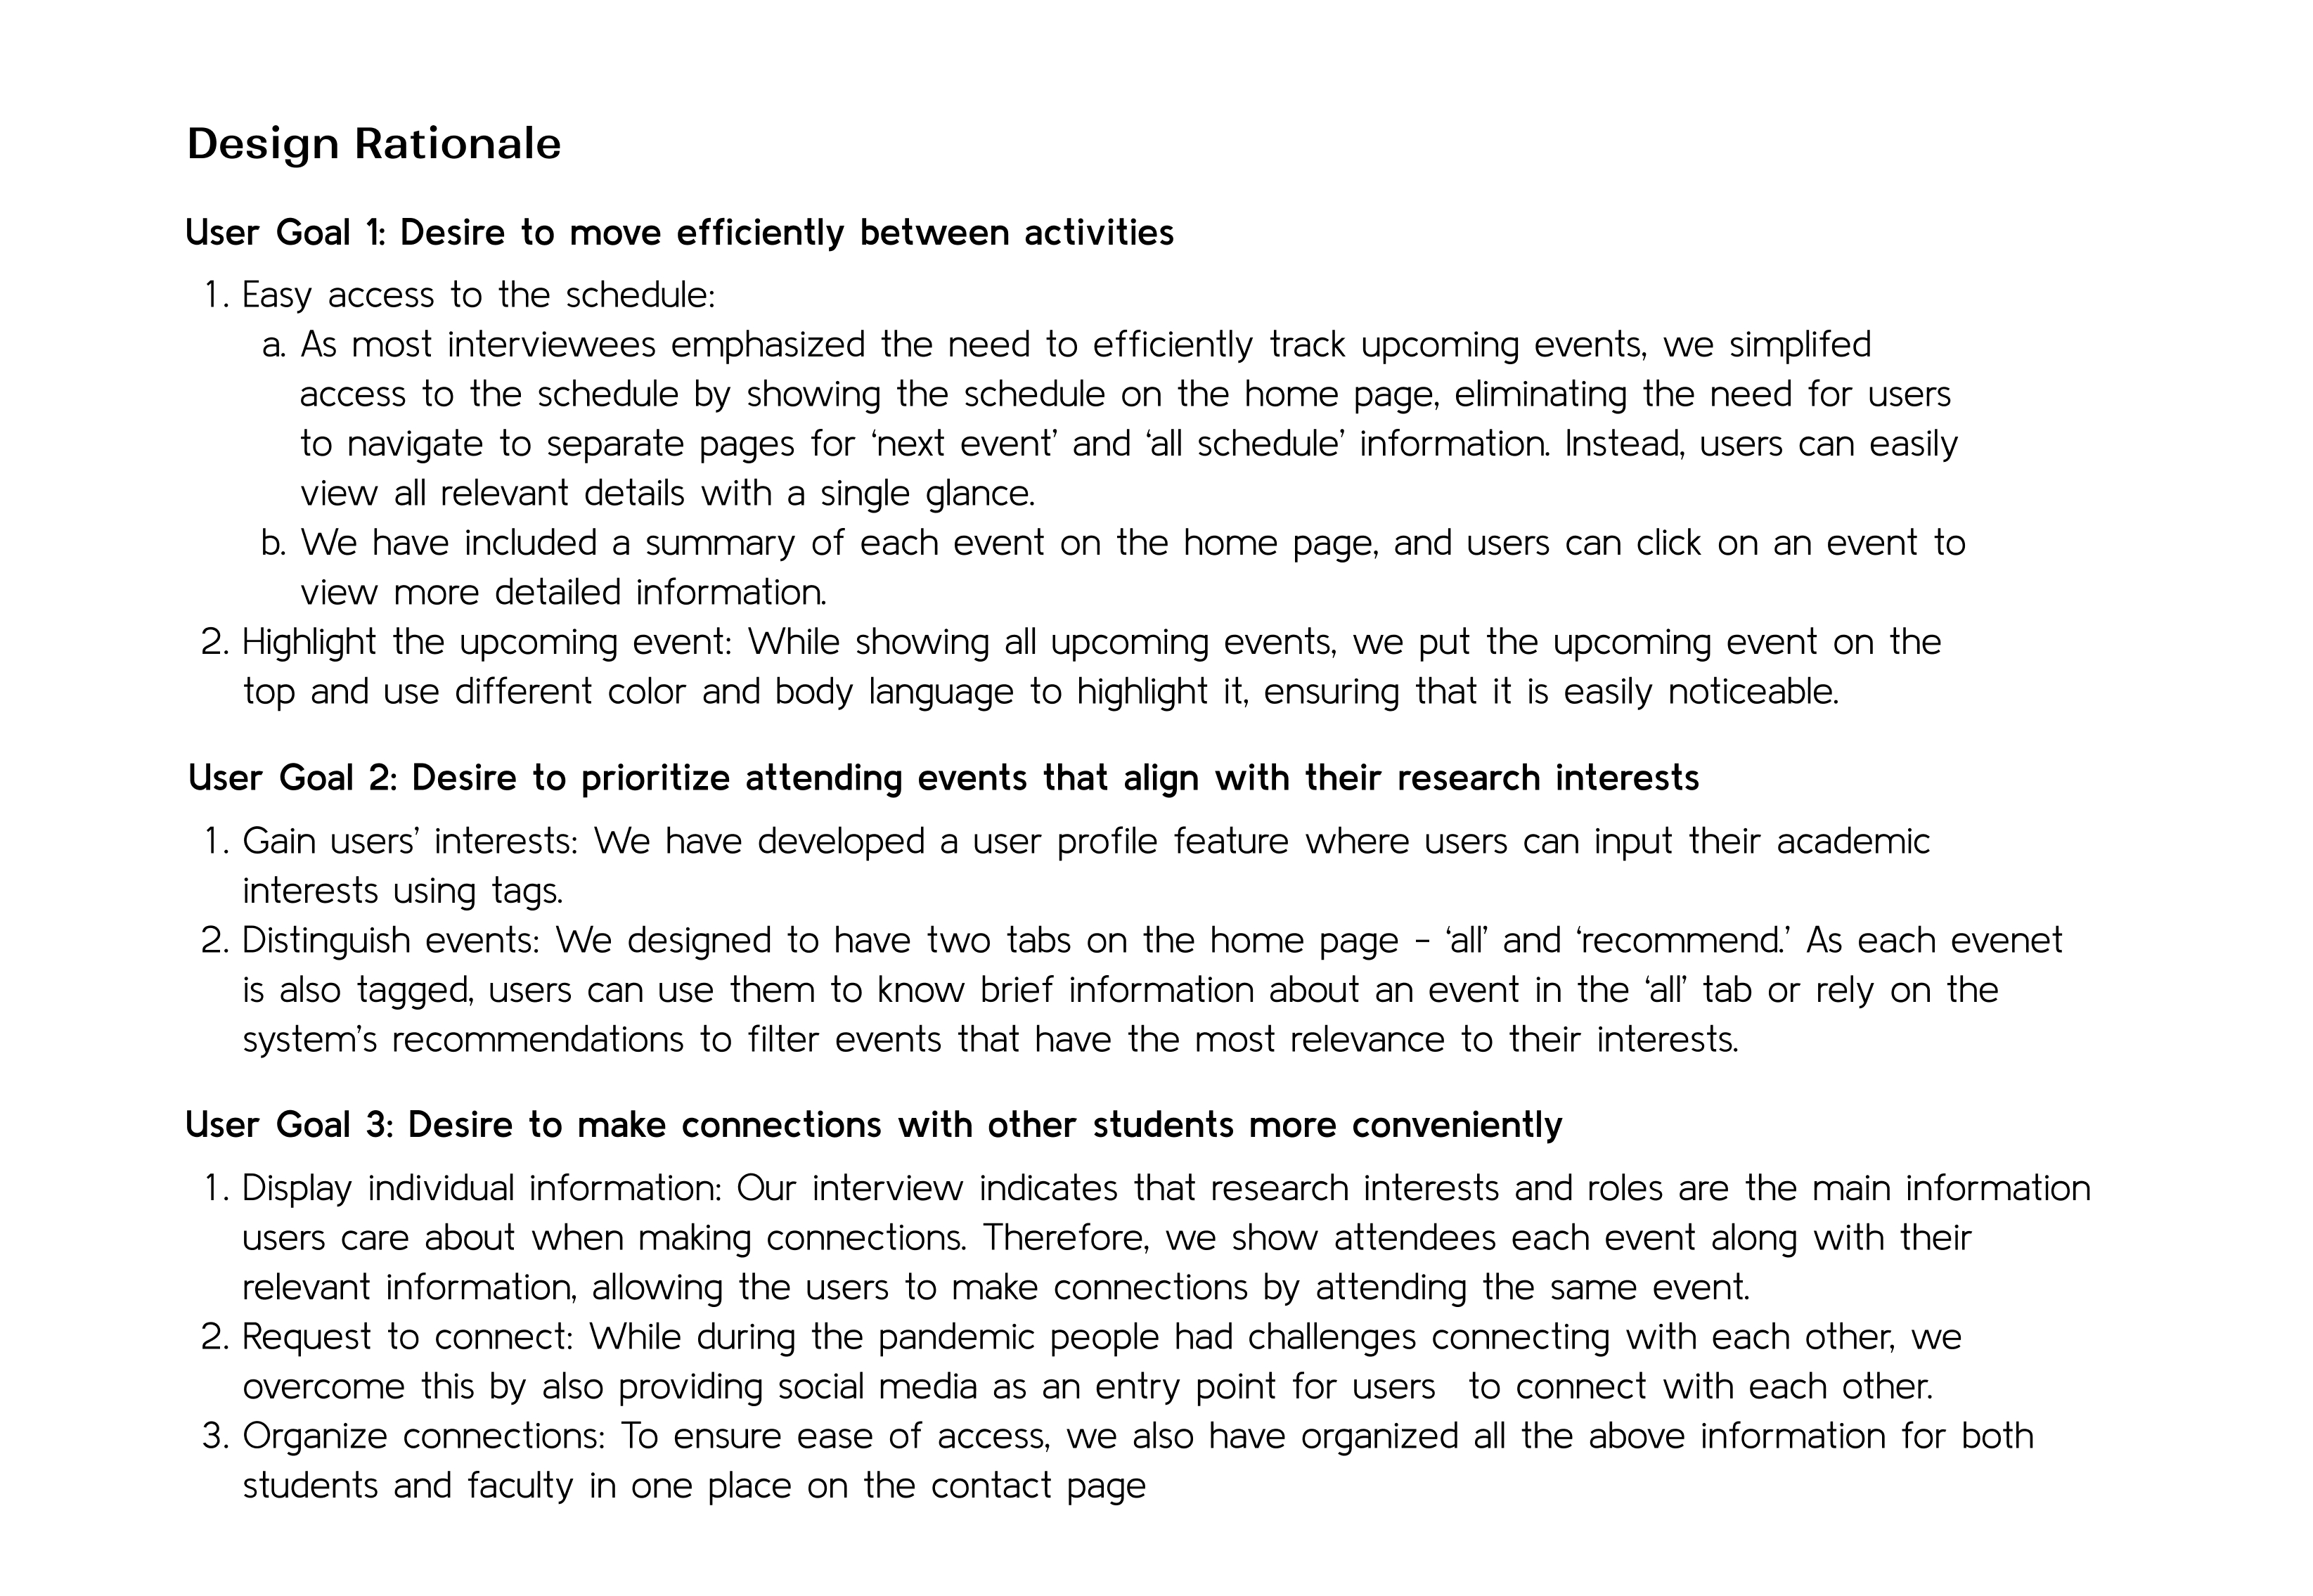 Design Rationale
User Goal 1: Desire to move efficiently between activities
1. Easy access to the schedule:
a. As most interviewees emphasized the need to efficiently track upcoming events, we simplifed
access to the schedule by showing the schedule on the home page, eliminating the need for users
to navigate to separate pages for ‘next event’ and ‘all schedule’ information. Instead, users can easily
view all relevant details with a single glance.
b. We have included a summary of each event on the home page, and users can click on an event to
view more detailed information.
2. Highlight the upcoming event: While showing all upcoming events, we put the upcoming event on the
top and use different color and body language to highlight it, ensuring that it is easily noticeable.
User Goal 2: Desire to prioritize attending events that align with their research interests
1. Gain users’ interests: We have developed a user profile feature where users can input their academic
interests using tags.
2. Distinguish events: We designed to have two tabs on the home page - ‘all’ and ‘recommend.’ As each evenet
is also tagged, users can use them to know brief information about an event in the ‘all’ tab or rely on the
system’s recommendations to filter events that have the most relevance to their interests.
User Goal 3: Desire to make connections with other students more conveniently
1. Display individual information: Our interview indicates that research interests and roles are the main information
users care about when making connections. Therefore, we show attendees each event along with their
relevant information, allowing the users to make connections by attending the same event.
2. Request to connect: While during the pandemic people had challenges connecting with each other, we
overcome this by also providing social media as an entry point for users  to connect with each other.
3. Organize connections: To ensure ease of access, we also have organized all the above information for both
students and faculty in one place on the contact page